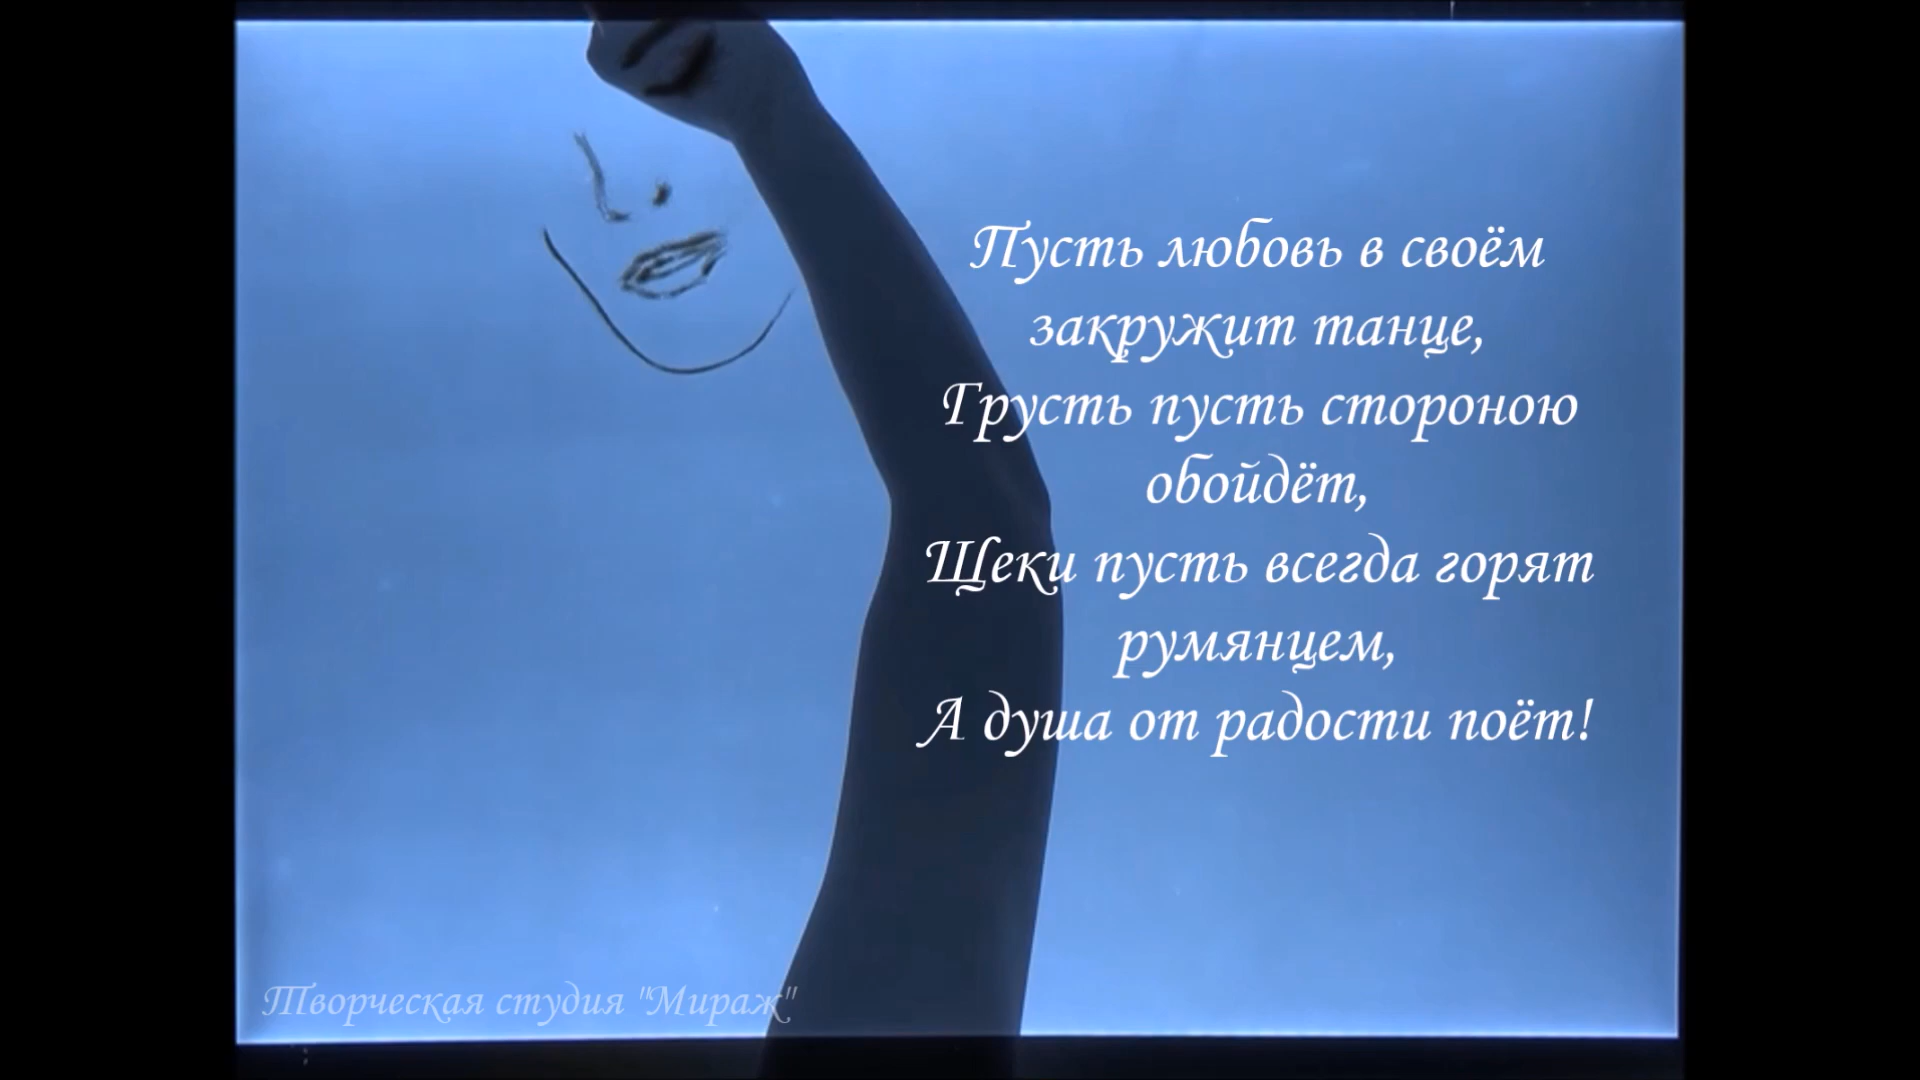 Пусть любовь в своём
закружит танце,
Грусть пусть стороною
обойдёт,
Щеки пусть всегда горят
румянцем,
А душа от радости поёт!
Творческая студия "Мираж"